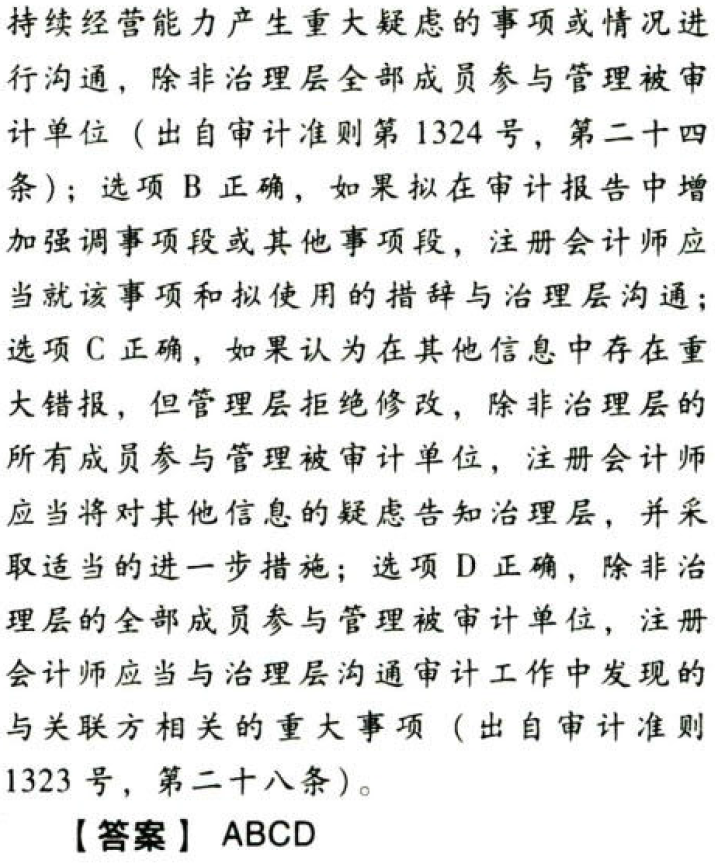 持续经营能力产生重大疑虑的事项或情况进
行沟通，除非治理层全部成员参与管理被审
计单位（出自审计准则第 1324 号，第二十四
条）；选项 B 正确，如果拟在审计报告中增
加强调事项段或其他事项段，注册会计师应
当就该事项和拟使用的措辞与治理层沟通；
选项 C 正确，如果认为在其他信息中存在重
大错报，但管理层拒绝修改，除非治理层的
所有成员参与管理被审计单位，注册会计师
应当将对其他信息的疑虑告知治理层，并采
取适当的进一步措施；选项 D 正确，除非治
理层的全部成员参与管理被审计单位，注册
会计师应当与治理层沟通审计工作中发现的
与关联方相关的重大事项（出自审计准则
1323 号，第二十八条）。
【答案】 ABCD